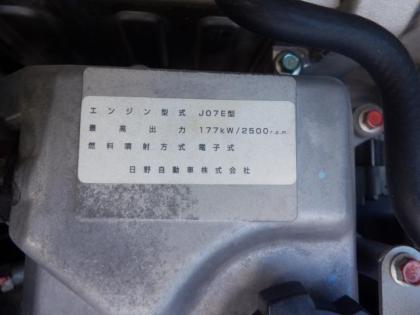 エンジン型式 J07E型
最高出力 177kW/2500r.p.m
燃料噴射方式 電子式
日野自動車株式会社